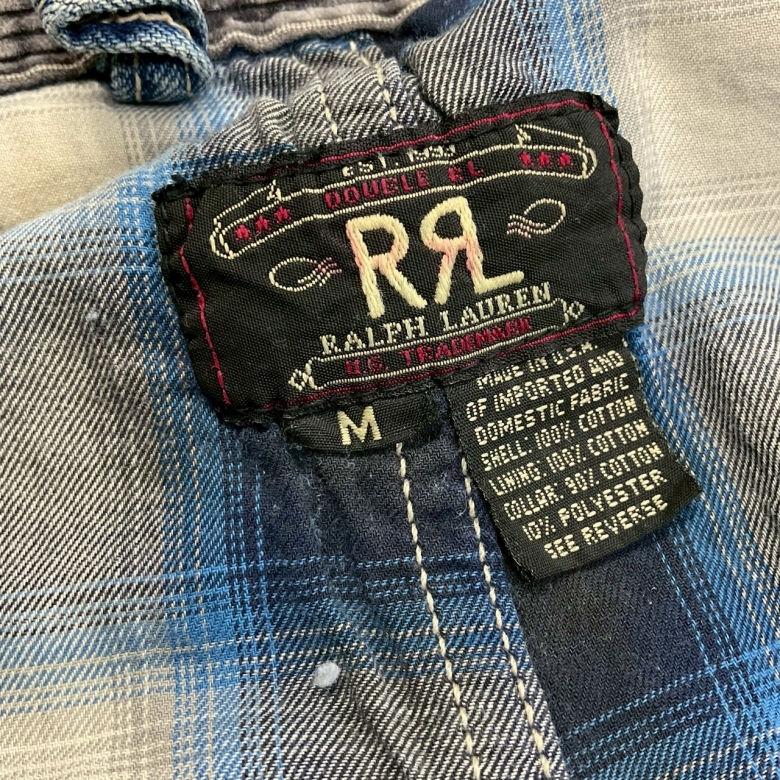 EST. 1993
DOUBLE RL
RRL
RALPH LAUREN
U.S. TRADEMARK
M
MADE IN U.S.A.
OF IMPORTED AND
DOMESTIC FABRIC
SHELL: 100% COTTON
LINING: 100% COTTON
COLLAR: 90% COTTON
10% POLYESTER
SEE REVERSE